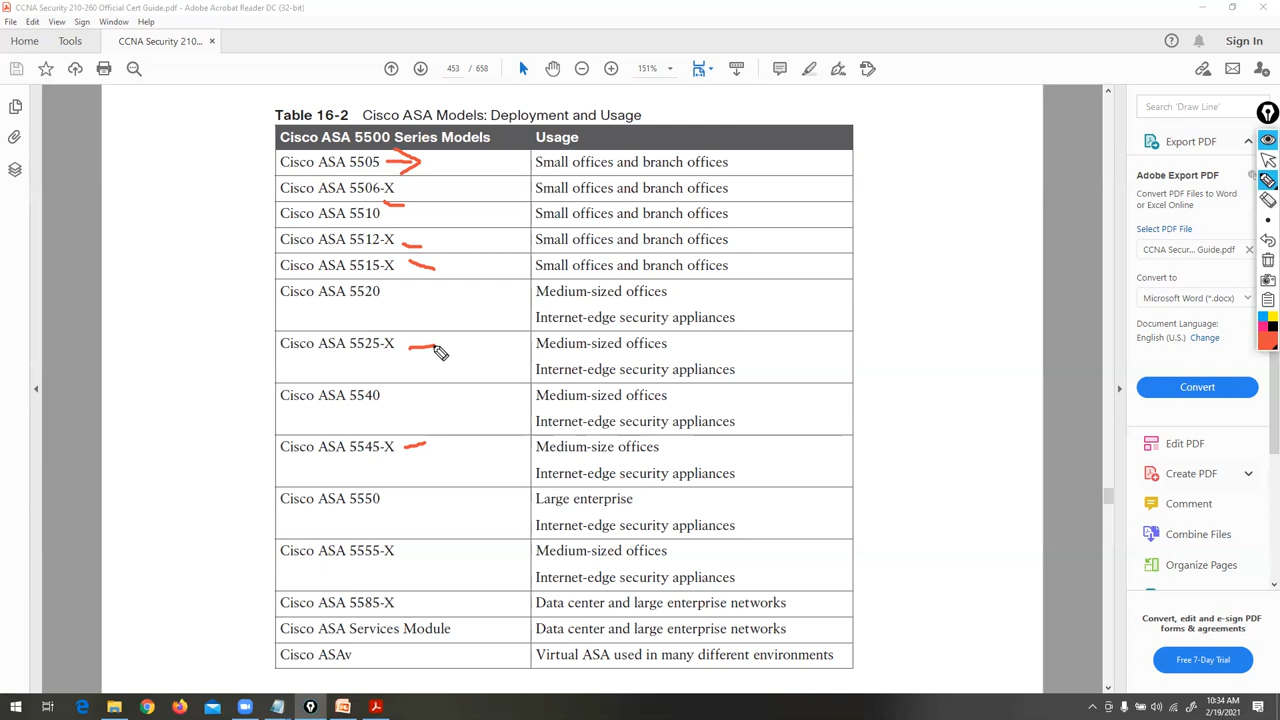 CCNA Security 210-260 Official Cert Guide.pdf - Adobe Acrobat Reader DC (32-bit)
File Edit View Sign Window Help
Home Tools CCNA Security 210... × Sign In
453 / 658 151%
Table 16-2 Cisco ASA Models: Deployment and Usage
Cisco ASA 5500 Series Models Usage
Cisco ASA 5505 Small offices and branch offices
Cisco ASA 5506-X Small offices and branch offices
Cisco ASA 5510 Small offices and branch offices
Cisco ASA 5512-X Small offices and branch offices
Cisco ASA 5515-X Small offices and branch offices
Cisco ASA 5520 Medium-sized offices
Internet-edge security appliances
Cisco ASA 5525-X Medium-sized offices
Internet-edge security appliances
Cisco ASA 5540 Medium-sized offices
Internet-edge security appliances
Cisco ASA 5545-X Medium-size offices
Internet-edge security appliances
Cisco ASA 5550 Large enterprise
Internet-edge security appliances
Cisco ASA 5555-X Medium-sized offices
Internet-edge security appliances
Cisco ASA 5585-X Data center and large enterprise networks
Cisco ASA Services Module Data center and large enterprise networks
Cisco ASAv Virtual ASA used in many different environments
Search 'Draw Line'
Export PDF
Adobe Export PDF
Convert PDF Files to Word
or Excel Online
Select PDF File
CCNA Secur... Guide.pdf ×
Convert to
Microsoft Word (*.docx)
Document Language:
English (U.S.) Change
Convert
Edit PDF
Create PDF
Comment
Combine Files
Organize Pages
Convert, edit and e-sign PDF
forms & agreements
Free 7-Day Trial
10:34 AM
2/19/2021